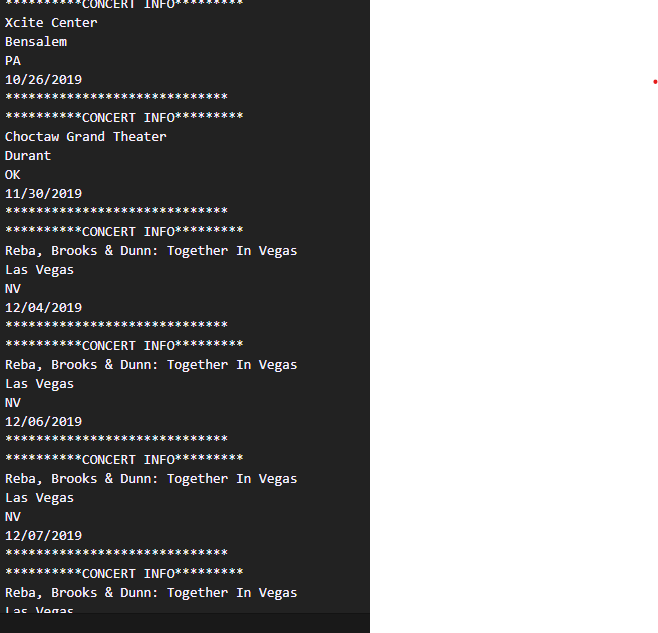 **********CONCERT INFO*********
Xcite Center
Bensalem
PA
10/26/2019
*****************************
**********CONCERT INFO*********
Choctaw Grand Theater
Durant
OK
11/30/2019
*****************************
**********CONCERT INFO*********
Reba, Brooks & Dunn: Together In Vegas
Las Vegas
NV
12/04/2019
*****************************
**********CONCERT INFO*********
Reba, Brooks & Dunn: Together In Vegas
Las Vegas
NV
12/06/2019
*****************************
**********CONCERT INFO*********
Reba, Brooks & Dunn: Together In Vegas
Las Vegas
NV
12/07/2019
*****************************
**********CONCERT INFO*********
Reba, Brooks & Dunn: Together In Vegas
Las Vegas